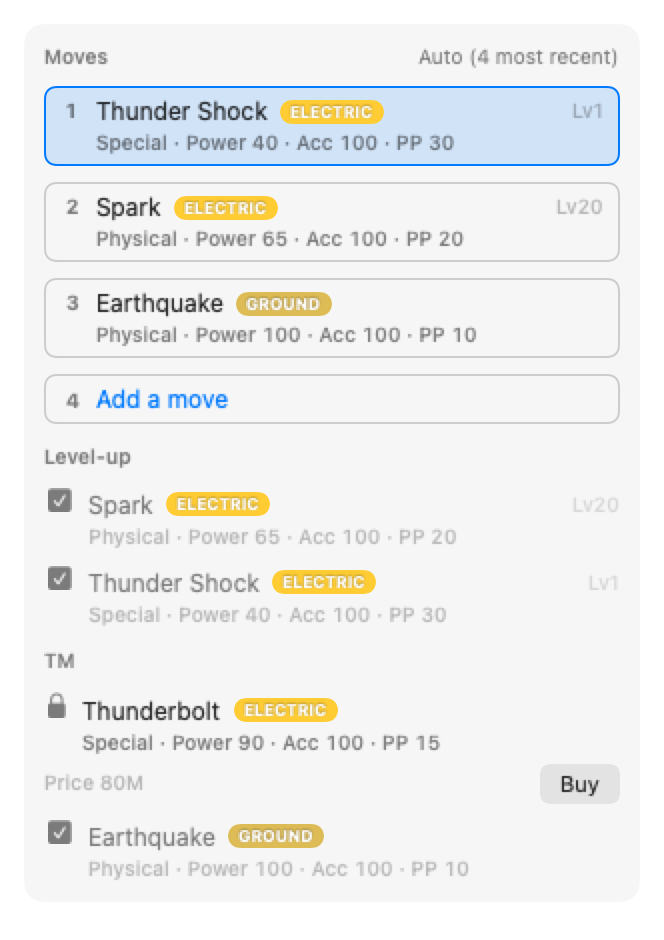 Moves Auto (4 most recent)
1 Thunder Shock ELECTRIC Lv1
Special · Power 40 · Acc 100 · PP 30
2 Spark ELECTRIC Lv20
Physical · Power 65 · Acc 100 · PP 20
3 Earthquake GROUND
Physical · Power 100 · Acc 100 · PP 10
4 Add a move
Level-up
Spark ELECTRIC Lv20
Physical · Power 65 · Acc 100 · PP 20
Thunder Shock ELECTRIC Lv1
Special · Power 40 · Acc 100 · PP 30
TM
Thunderbolt ELECTRIC
Special · Power 90 · Acc 100 · PP 15
Price 80M Buy
Earthquake GROUND
Physical · Power 100 · Acc 100 · PP 10